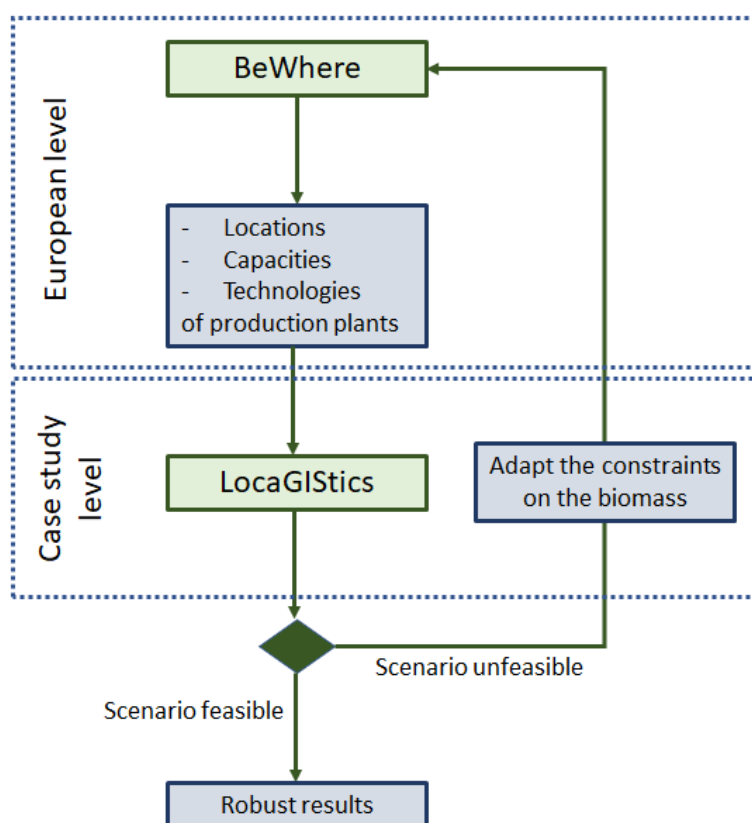 European level
BeWhere
- Locations
- Capacities
- Technologies
of production plants
Case study
level
LocaGIStics
Adapt the constraints
on the biomass
Scenario unfeasible
Scenario feasible
Robust results